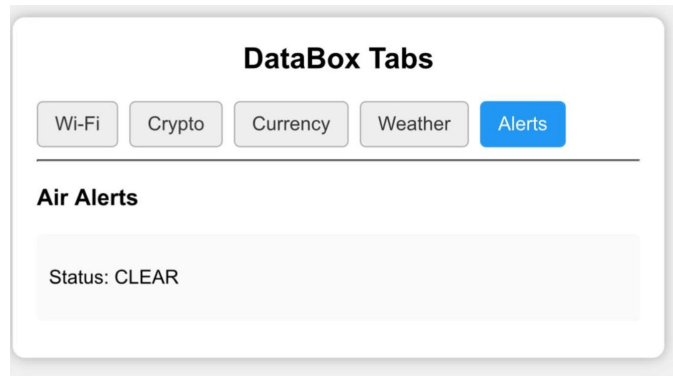 DataBox Tabs
Wi-Fi Crypto Currency Weather Alerts
Air Alerts
Status: CLEAR